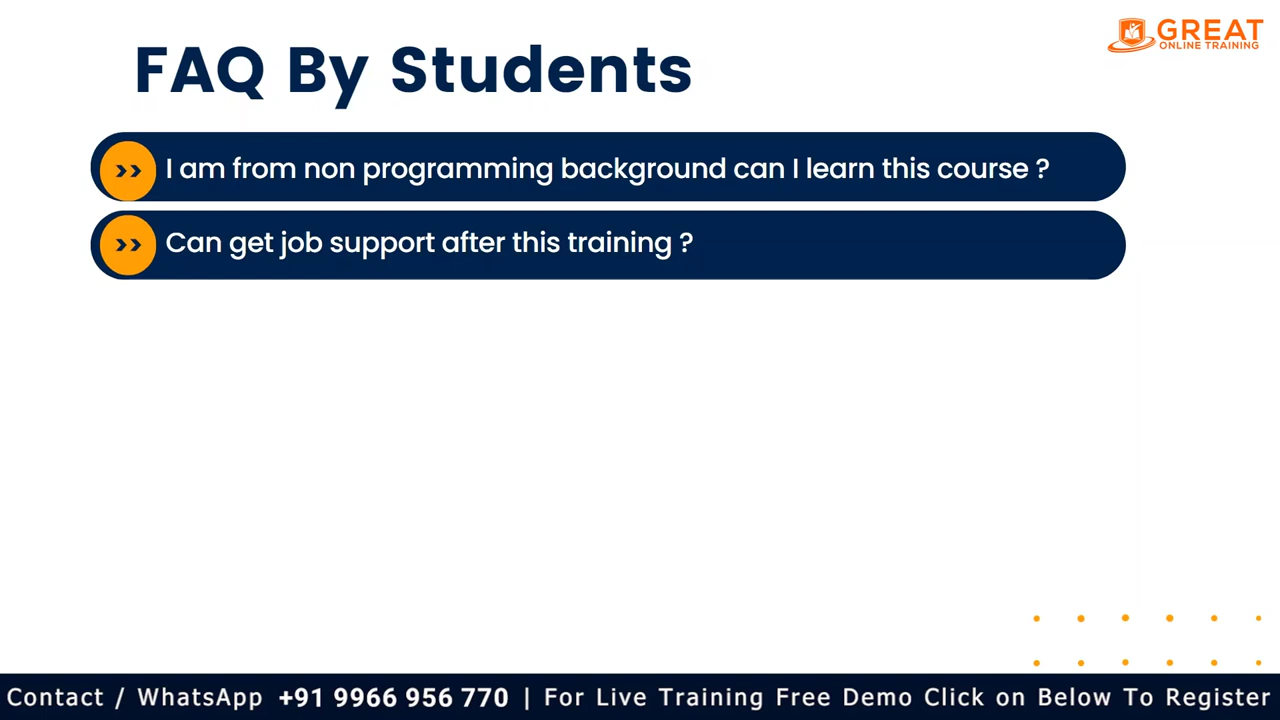 GREAT
ONLINE TRAINING
FAQ By Students
>> I am from non programming background can I learn this course ?
>> Can get job support after this training ?
Contact / WhatsApp +91 9966 956 770 | For Live Training Free Demo Click on Below To Register